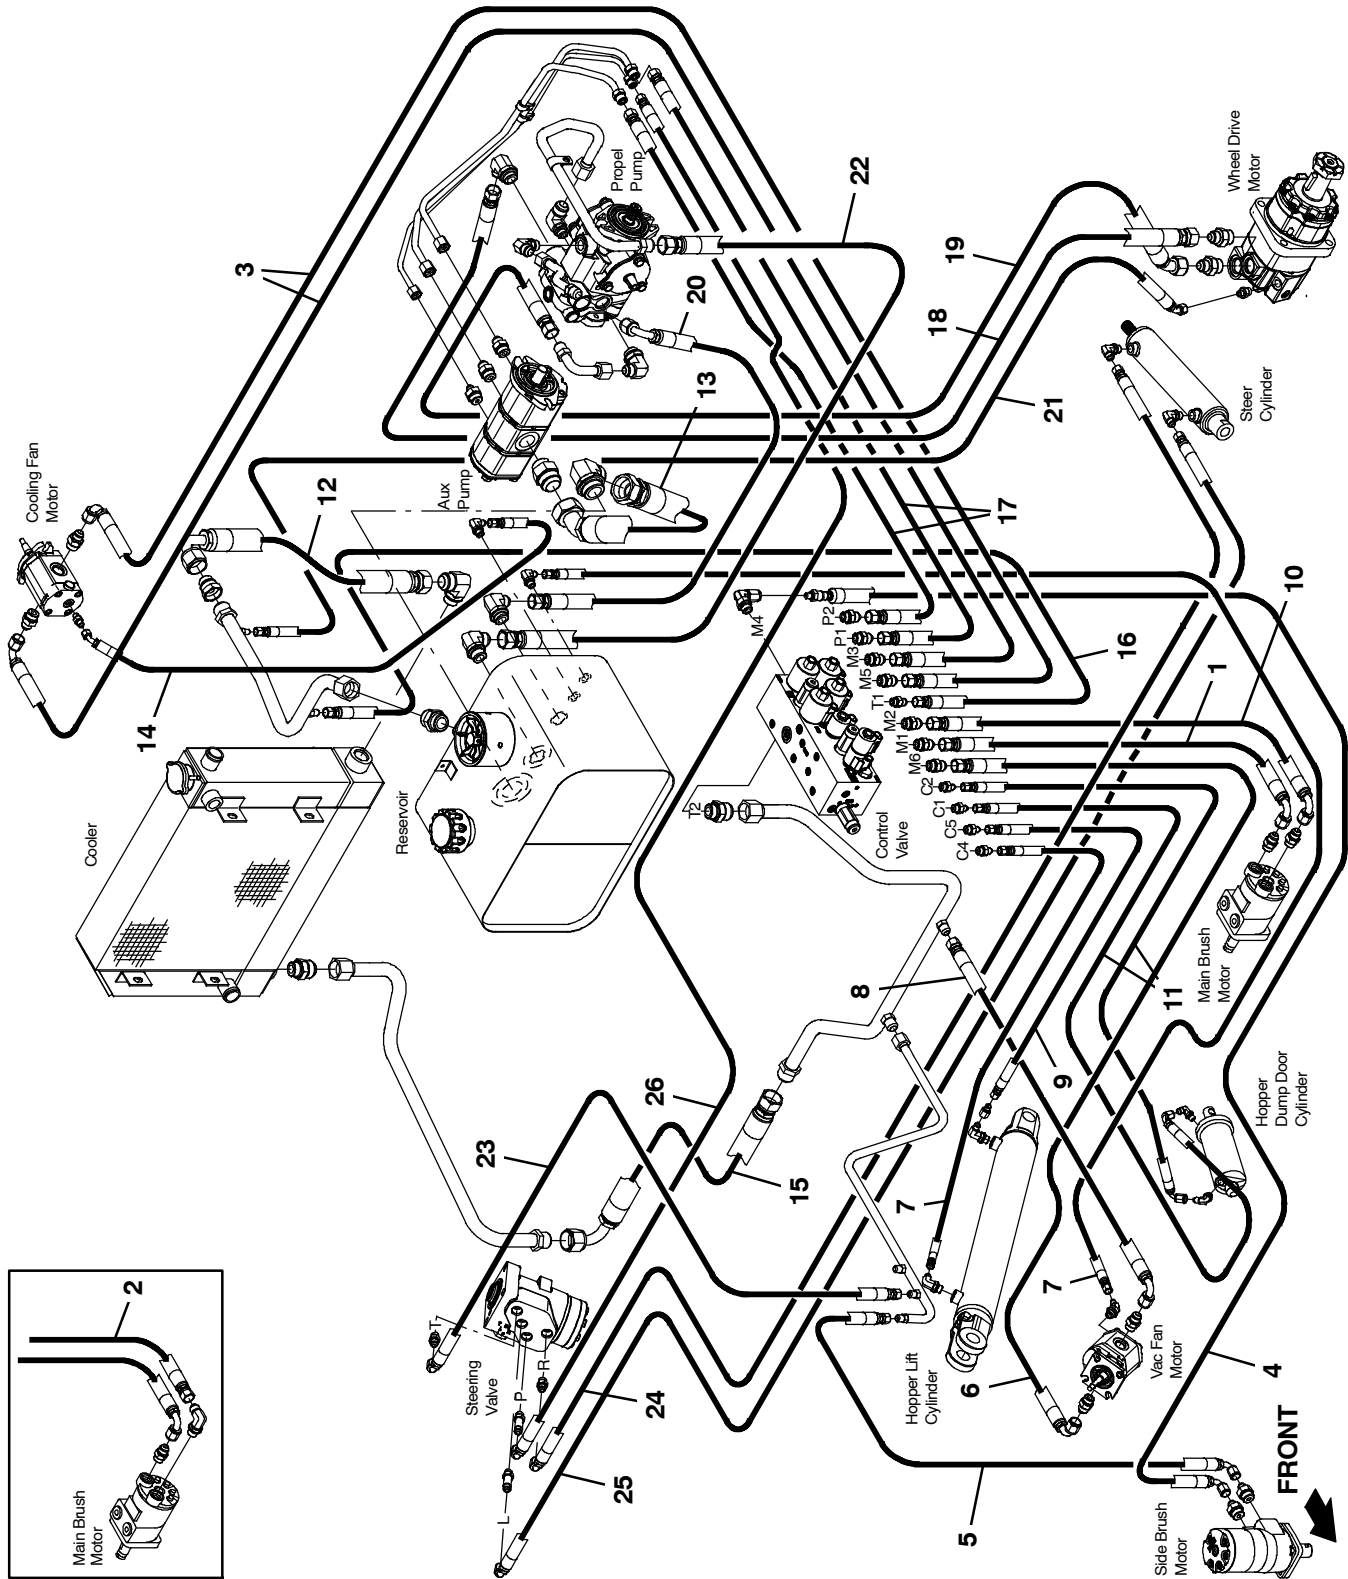 3
22
19
18
21
20
13
17
12
14
10
16
1
Cooling Fan
Motor
Propel
Pump
Aux
Pump
Wheel Drive
Motor
Steer
Cylinder
Cooler
Reservoir
Control
Valve
M4
P2
P1
M3
M5
T1
M2
M1
M6
C2
C1
C5
C4
T2
Main Brush
Motor
8
11
9
Hopper
Dump Door
Cylinder
26
23
15
7
7
Hopper Lift
Cylinder
6
Vac Fan
Motor
4
Steering
Valve
T
R
P
L
24
25
5
Side Brush
Motor
FRONT
2
Main Brush
Motor